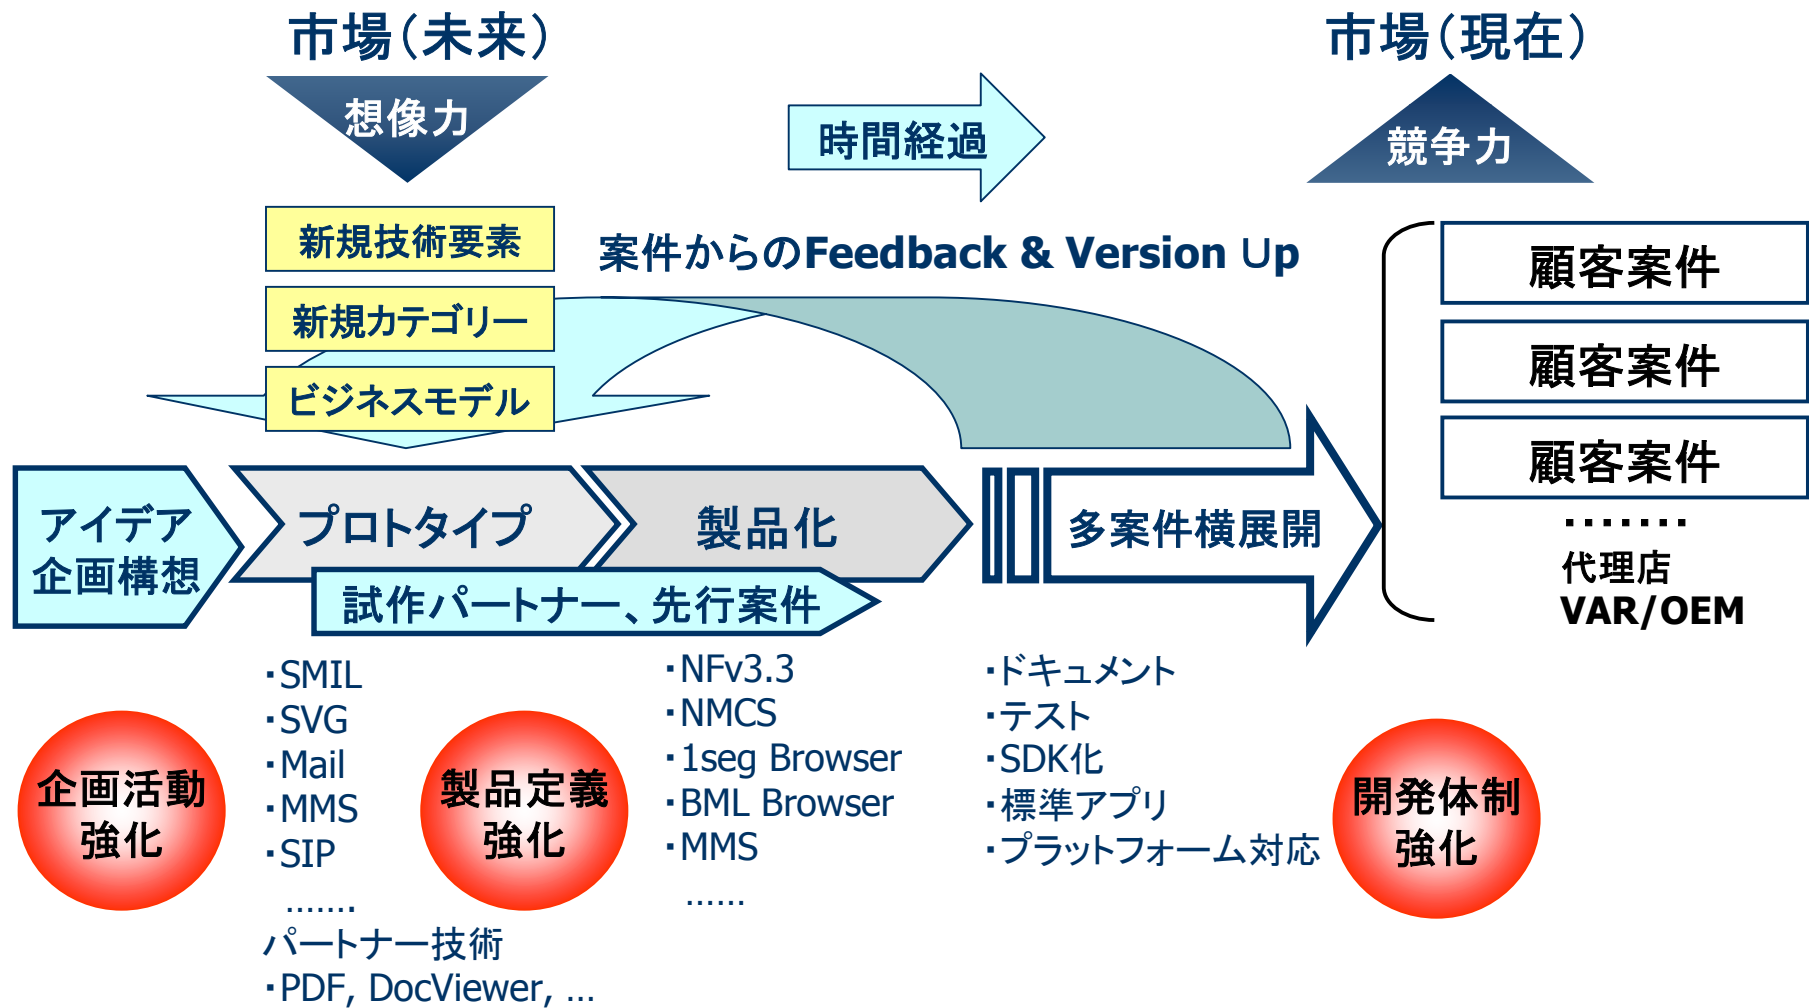 市場（未来）
市場（現在）
想像力
時間経過
競争力
新規技術要素
案件からのFeedback & Version Up
新規カテゴリー
ビジネスモデル
顧客案件
顧客案件
顧客案件
‥‥‥‥
代理店
VAR/OEM
アイデア
企画構想
プロトタイプ
製品化
多案件横展開
試作パートナー、先行案件
・SMIL
・SVG
・Mail
・MMS
・SIP
…….
パートナー技術
・PDF, DocViewer, …
・NFv3.3
・NMCS
・1seg Browser
・BML Browser
・MMS
……
・ドキュメント
・テスト
・SDK化
・標準アプリ
・プラットフォーム対応
企画活動
強化
製品定義
強化
開発体制
強化